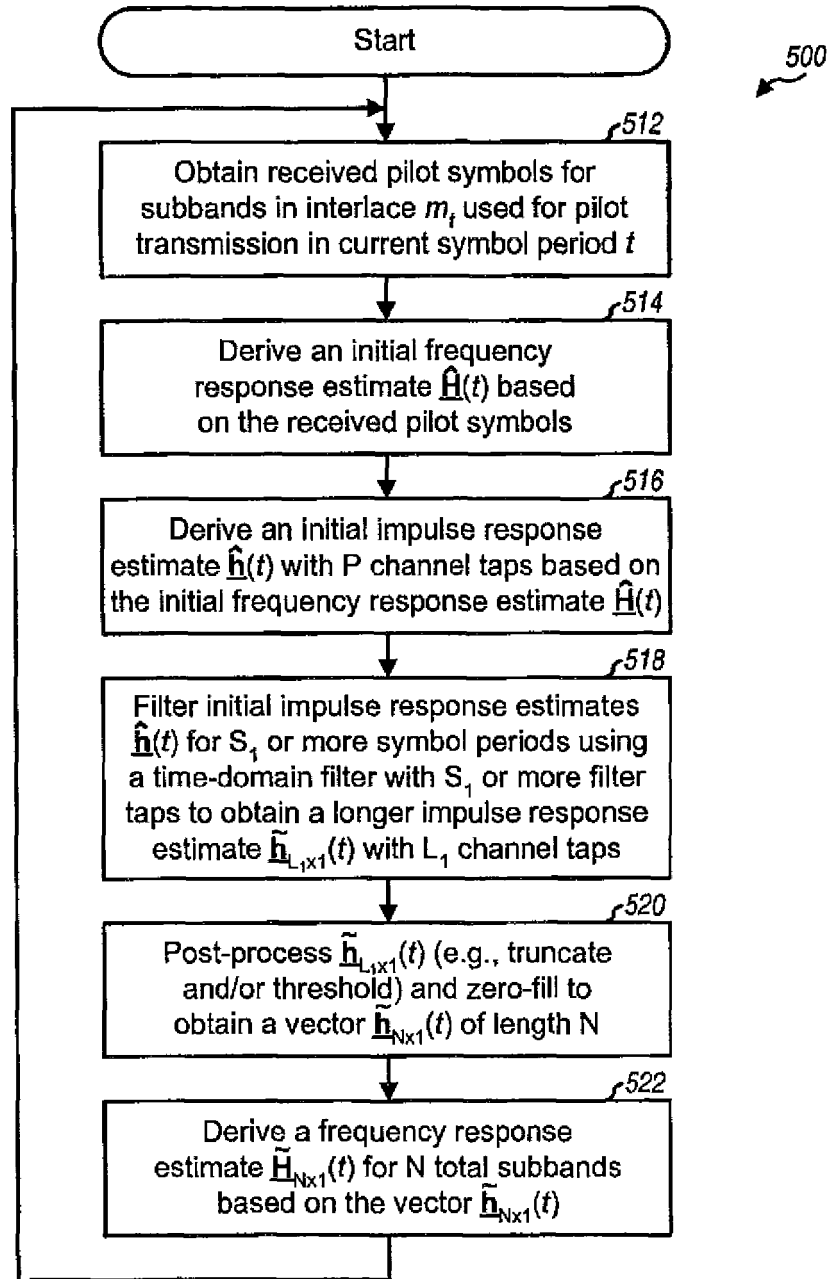 Start
500
512
Obtain received pilot symbols for
subbands in interlace mₜ used for pilot
transmission in current symbol period t
514
Derive an initial frequency
response estimate Ĥ(t) based
on the received pilot symbols
516
Derive an initial impulse response
estimate ĥ(t) with P channel taps based on
the initial frequency response estimate Ĥ(t)
518
Filter initial impulse response estimates
ĥ(t) for S₁ or more symbol periods using
a time-domain filter with S₁ or more filter
taps to obtain a longer impulse response
estimate h̃_L₁x1(t) with L₁ channel taps
520
Post-process h̃_L₁x1(t) (e.g., truncate
and/or threshold) and zero-fill to
obtain a vector h̃_Nx1(t) of length N
522
Derive a frequency response
estimate H̃_Nx1(t) for N total subbands
based on the vector h̃_Nx1(t)